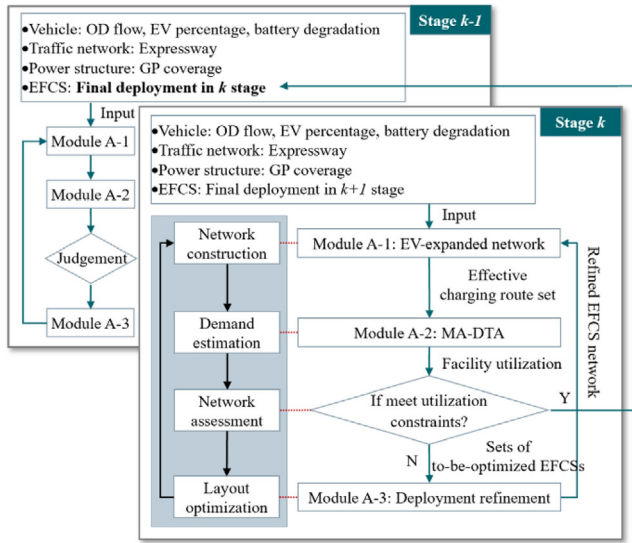 Stage k-1
•Vehicle: OD flow, EV percentage, battery degradation
•Traffic network: Expressway
•Power structure: GP coverage
•EFCS: Final deployment in k stage
Input
Module A-1
Module A-2
Judgement
Module A-3
Stage k
•Vehicle: OD flow, EV percentage, battery degradation
•Traffic network: Expressway
•Power structure: GP coverage
•EFCS: Final deployment in k+1 stage
Input
Network
construction
Module A-1: EV-expanded network
Effective
charging route set
Demand
estimation
Module A-2: MA-DTA
Facility utilization
Network
assessment
If meet utilization
constraints?
Y
N
Sets of
to-be-optimized EFCSs
Layout
optimization
Module A-3: Deployment refinement
Refined EFCS network